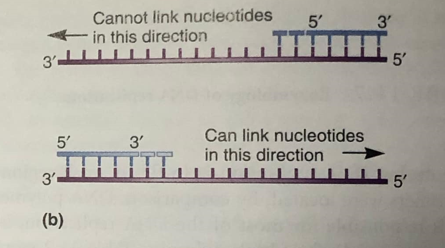 Cannot link nucleotides
in this direction
5′ 3′
3′ 5′
5′ 3′
Can link nucleotides
in this direction
3′ 5′
(b)